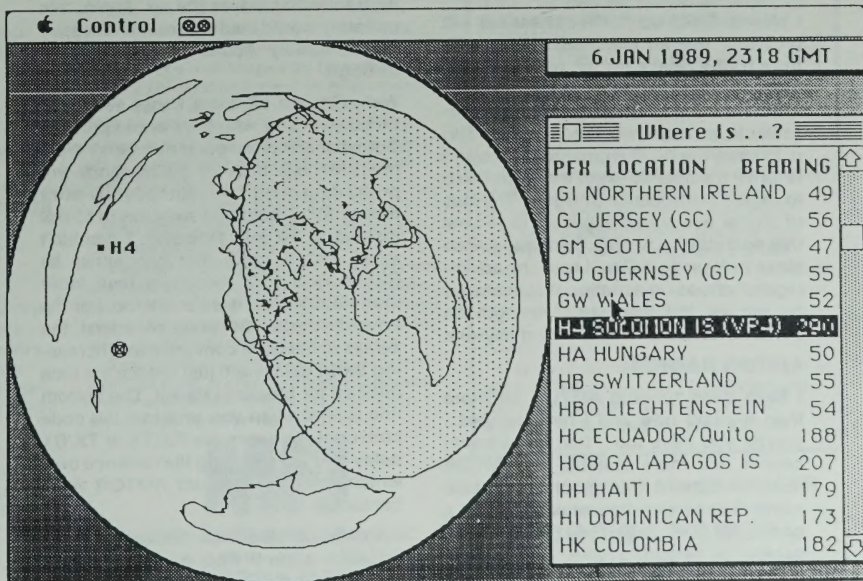 Control
6 JAN 1989, 2318 GMT
Where Is . . ?
PFX LOCATION BEARING
GI NORTHERN IRELAND 49
GJ JERSEY (GC) 56
GM SCOTLAND 47
GU GUERNSEY (GC) 55
GW WALES 52
H4 SOLOMON IS (VP4) 290
HA HUNGARY 50
HB SWITZERLAND 55
HB0 LIECHTENSTEIN 54
HC ECUADOR/Quito 188
HC8 GALAPAGOS IS 207
HH HAITI 179
HI DOMINICAN REP. 173
HK COLOMBIA 182
H4